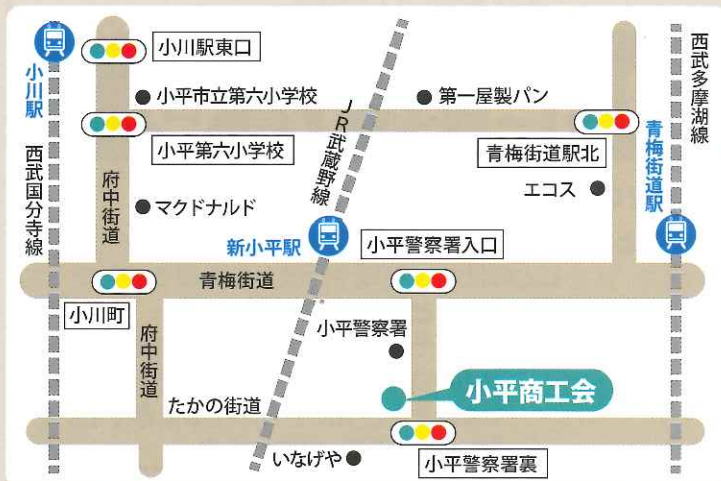 小川駅東口
小川駅
小平市立第六小学校
第一屋製パン
西武多摩湖線
小平第六小学校
JR武蔵野線
青梅街道駅北
青梅街道駅
西武国分寺線
府中街道
マクドナルド
エコス
新小平駅
小平警察署入口
青梅街道
小川町
府中街道
小平警察署
小平商工会
たかの街道
いなげや
小平警察署裏